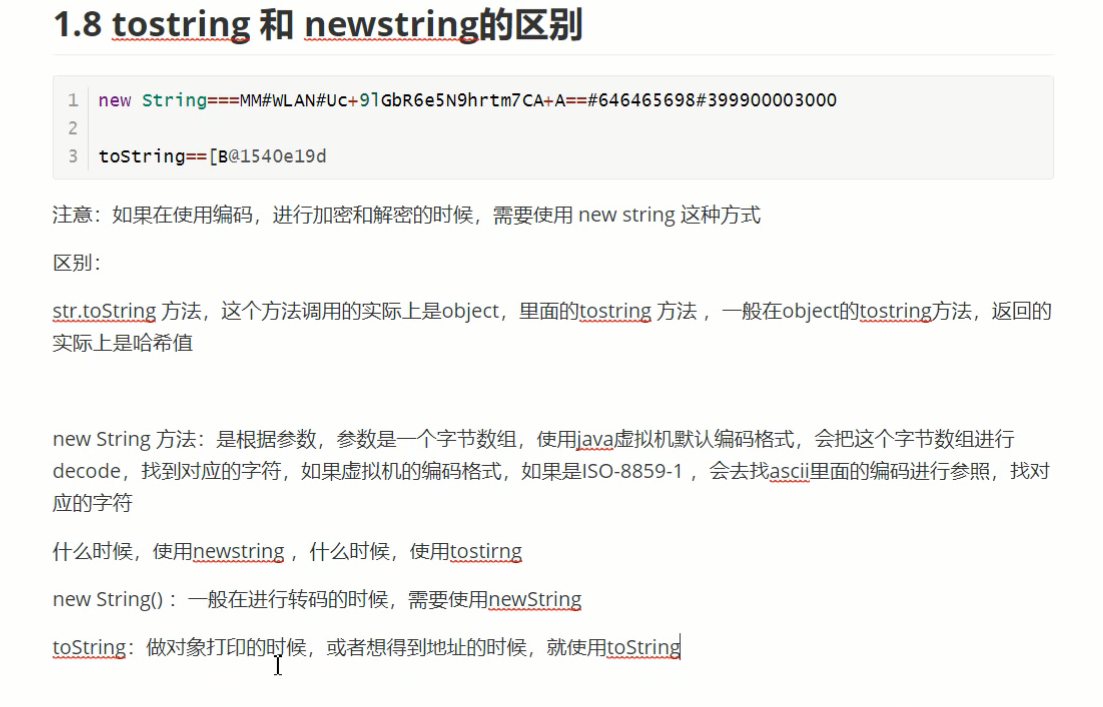 1.8 tostring 和 newstring的区别
1 new String===MM#WLAN#Uc+9lGbR6e5N9hrtm7CA+A==#646465698#399900003000
2
3 toString==[B@1540e19d
注意：如果在使用编码，进行加密和解密的时候，需要使用 new string 这种方式
区别：
str.toString 方法，这个方法调用的实际上是object，里面的tostring 方法 ，一般在object的tostring方法，返回的
实际上是哈希值
new String 方法：是根据参数，参数是一个字节数组，使用java虚拟机默认编码格式，会把这个字节数组进行
decode，找到对应的字符，如果虚拟机的编码格式，如果是ISO-8859-1 ，会去找ascii里面的编码进行参照，找对
应的字符
什么时候，使用newstring ，什么时候，使用tostirng
new String() ：一般在进行转码的时候，需要使用newString
toString：做对象打印的时候，或者想得到地址的时候，就使用toString